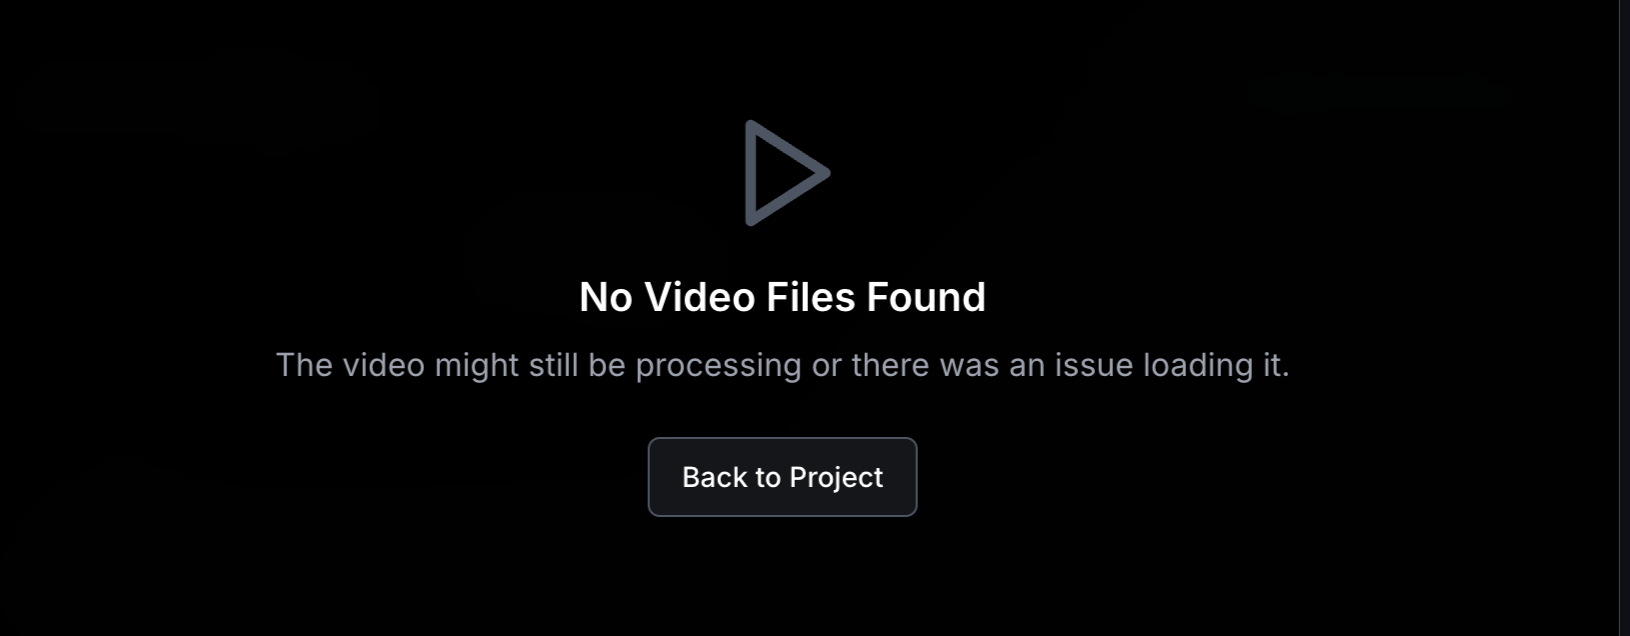 No Video Files Found
The video might still be processing or there was an issue loading it.
Back to Project